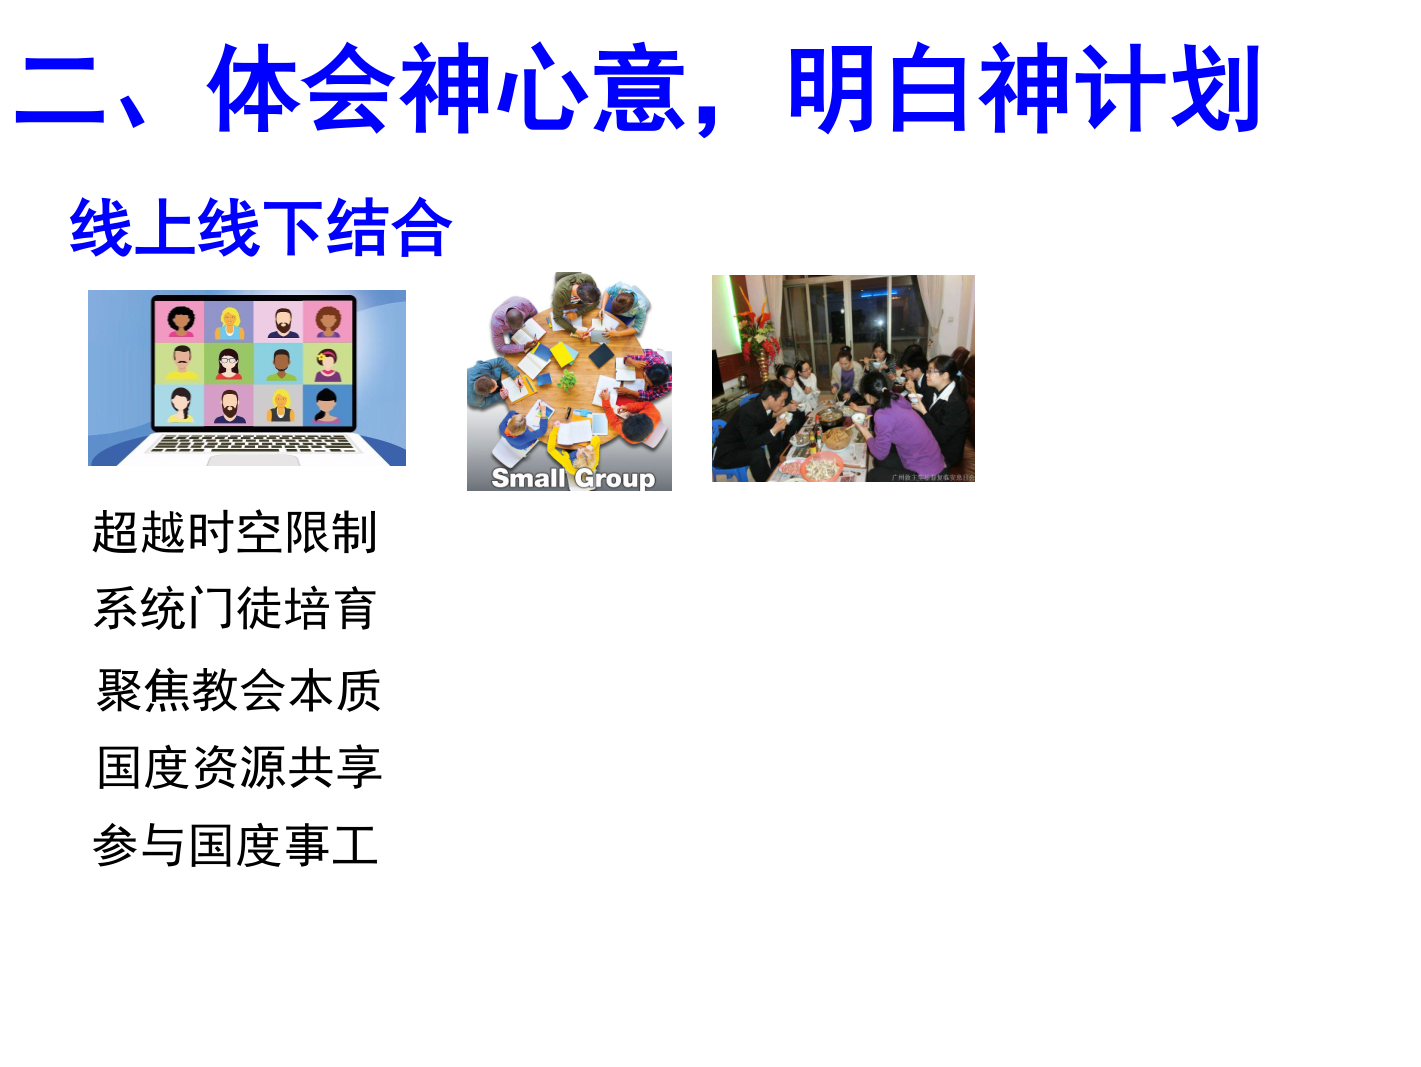 二、体会神心意，明白神计划
线上线下结合
Small Group
超越时空限制
系统门徒培育
聚焦教会本质
国度资源共享
参与国度事工